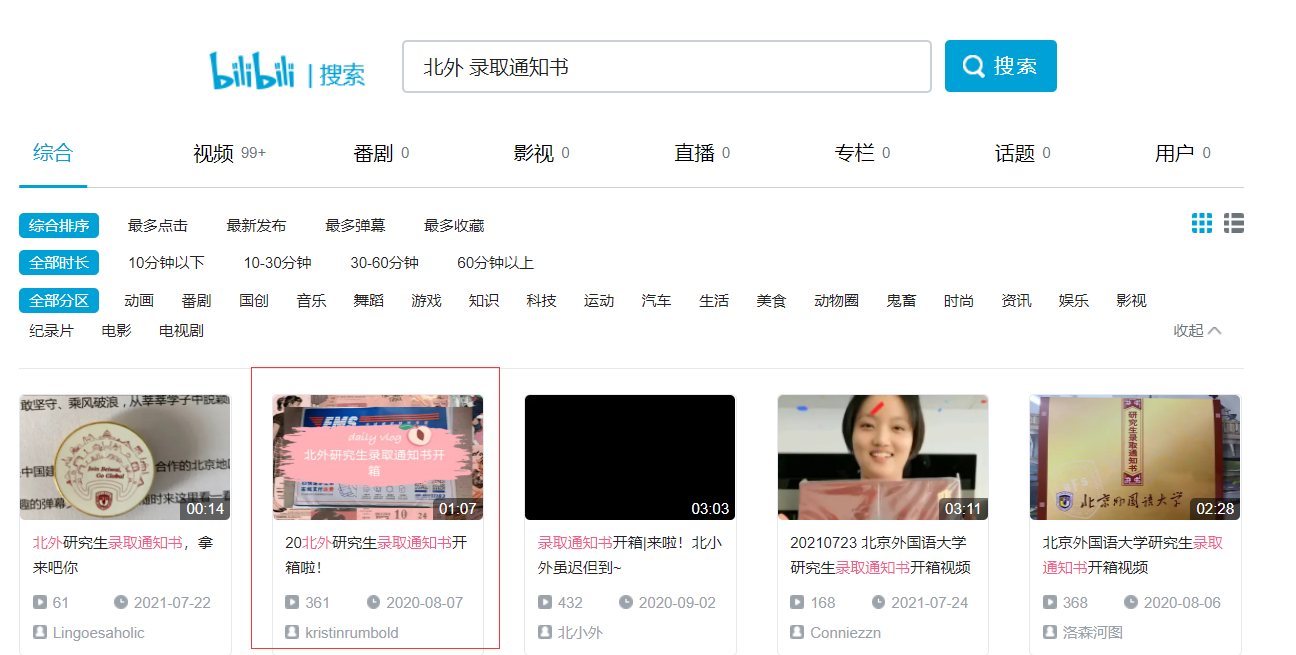 bilibili | 搜索
北外 录取通知书
搜索
综合 视频 99+ 番剧 0 影视 0 直播 0 专栏 0 话题 0 用户 0
综合排序 最多点击 最新发布 最多弹幕 最多收藏
全部时长 10分钟以下 10-30分钟 30-60分钟 60分钟以上
全部分区 动画 番剧 国创 音乐 舞蹈 游戏 知识 科技 运动 汽车 生活 美食 动物圈 鬼畜 时尚 资讯 娱乐 影视
纪录片 电影 电视剧 收起
敢坚守、乘风破浪，从莘莘学子中脱颖
中国
合作的北京地
Join Beiwai,
Go Global
趣的弹幕
随时来这里看一看
00:14
北外研究生录取通知书，拿
来吧你
61 2021-07-22
Lingoesaholic
EMS
daily vlog
北外研究生录取通知书开
箱
01:07
20北外研究生录取通知书开
箱啦！
361 2020-08-07
kristinrumbold
03:03
录取通知书开箱|来啦！北小
外虽迟但到~
432 2020-09-02
北小外
03:11
20210723 北京外国语大学
研究生录取通知书开箱视频
168 2021-07-24
Conniezzn
研究生录取通知书
北京外国语大学
02:28
北京外国语大学研究生录取
通知书开箱视频
368 2020-08-06
洛森河图